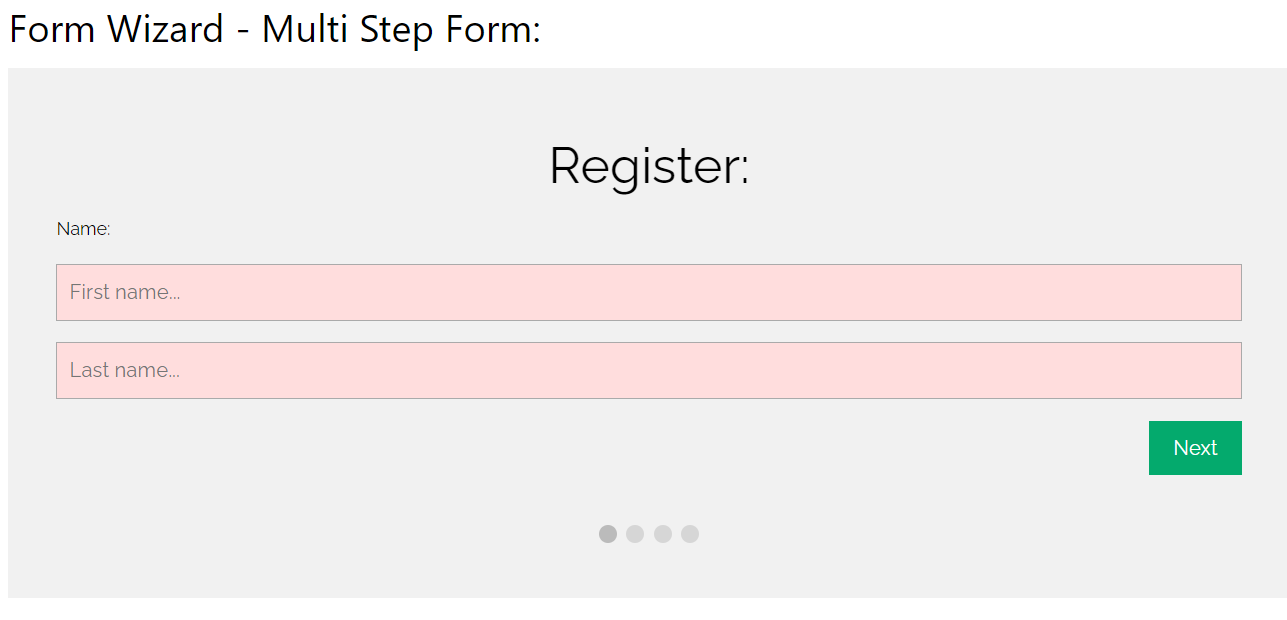 Form Wizard - Multi Step Form:
Register:
Name:
First name...
Last name...
Next